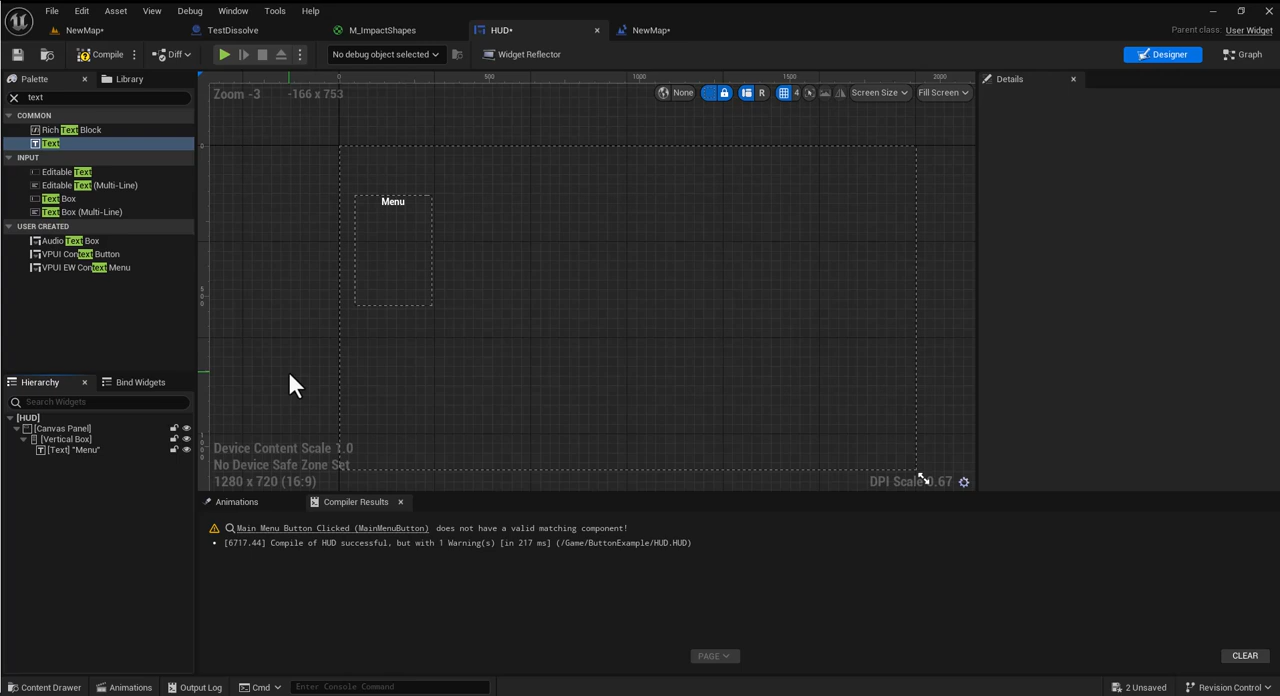 File Edit Asset View Debug Window Tools Help
NewMap* TestDissolve M_ImpactShapes HUD* NewMap* Parent class: User Widget
Compile Diff No debug object selected Widget Reflector Designer Graph
Palette Library Details
text
Zoom -3 -166 x 753 None R 4 Screen Size Fill Screen
0 500 1000 1500 2000
COMMON
Rich Text Block
Text
INPUT
Editable Text
Editable Text (Multi-Line)
Text Box
Text Box (Multi-Line)
USER CREATED
Audio Text Box
VPUI Context Button
VPUI EW Context Menu
Menu
Hierarchy Bind Widgets
Search Widgets
[HUD]
[Canvas Panel]
[Vertical Box]
[Text] "Menu"
Device Content Scale 1.0
No Device Safe Zone Set
1280 x 720 (16:9) DPI Scale 0.67
Animations Compiler Results
Main Menu Button Clicked (MainMenuButton) does not have a valid matching component!
[6717.44] Compile of HUD successful, but with 1 Warning(s) [in 217 ms] (/Game/ButtonExample/HUD.HUD)
PAGE CLEAR
Content Drawer Animations Output Log Cmd Enter Console Command 2 Unsaved Revision Control